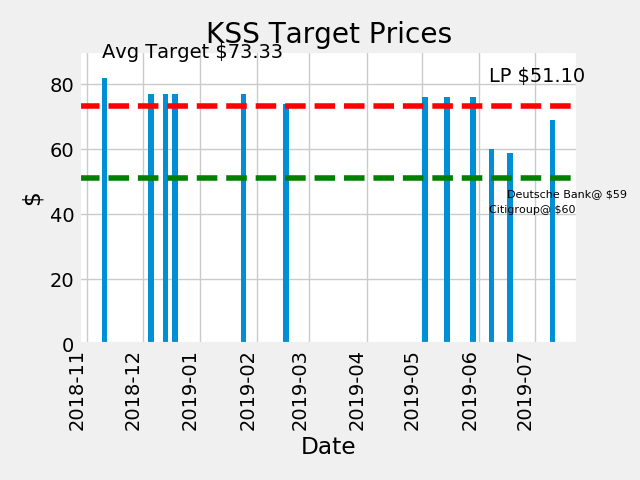 KSS Target Prices
Avg Target $73.33
LP $51.10
80
60
40
20
0
$
Deutsche Bank@ $59
Citigroup@ $60
2018-11
2018-12
2019-01
2019-02
2019-03
2019-04
2019-05
2019-06
2019-07
Date